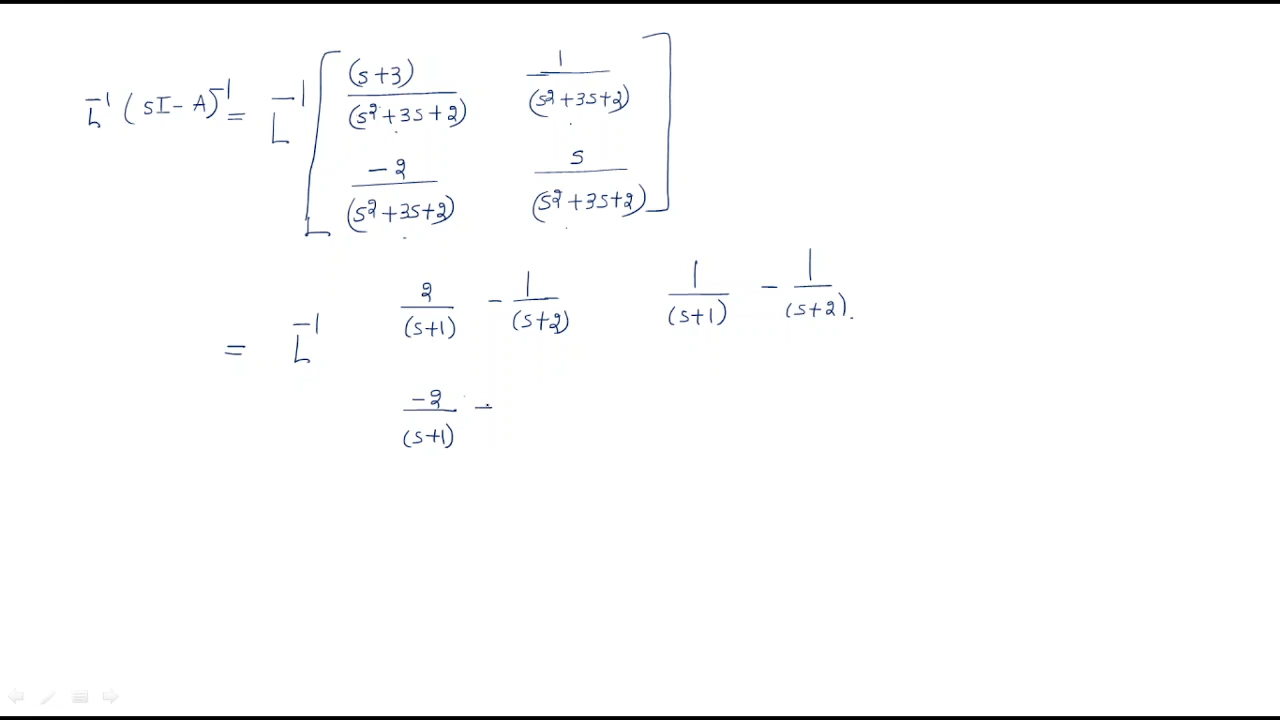 L⁻¹ (sI - A)⁻¹ = L⁻¹ [ (s+3)/(s²+3s+2)   1/(s²+3s+2)
-2/(s²+3s+2)   s/(s²+3s+2) ]
= L⁻¹   2/(s+1) - 1/(s+2)   1/(s+1) - 1/(s+2).
-2/(s+1) +